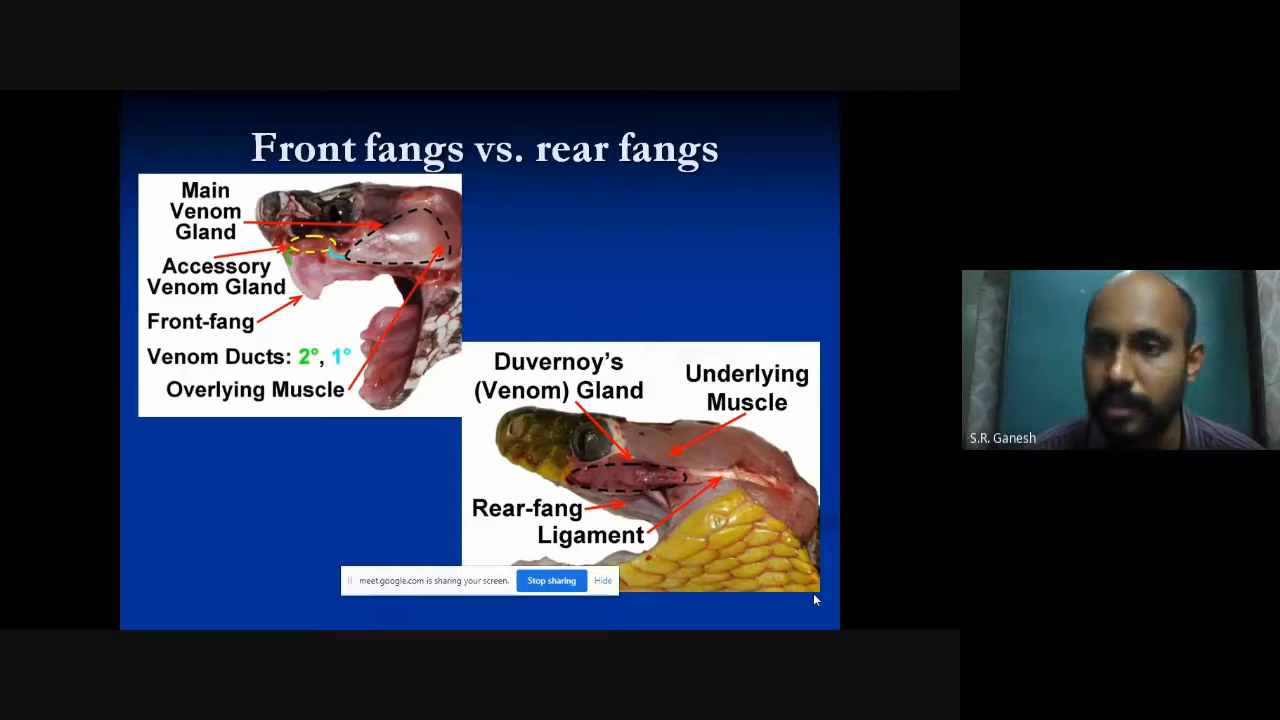 Front fangs vs. rear fangs
Main
Venom
Gland
Accessory
Venom Gland
Front-fang
Venom Ducts: 2°, 1°
Overlying Muscle
Duvernoy's
(Venom) Gland
Underlying
Muscle
Rear-fang
Ligament
meet.google.com is sharing your screen.
Stop sharing
Hide
S.R. Ganesh